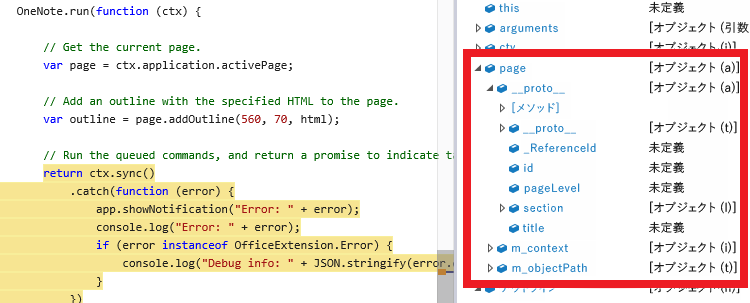 OneNote.run(function (ctx) {
// Get the current page.
var page = ctx.application.activePage;
// Add an outline with the specified HTML to the page.
var outline = page.addOutline(560, 70, html);
// Run the queued commands, and return a promise to indicate ta
return ctx.sync()
.catch(function (error) {
app.showNotification("Error: " + error);
console.log("Error: " + error);
if (error instanceof OfficeExtension.Error) {
console.log("Debug info: " + JSON.stringify(error.
}
})
this 未定義
arguments [オブジェクト (引数
ctx [オブジェクト (i)]
page [オブジェクト (a)]
__proto__ [オブジェクト (a)]
[メソッド]
__proto__ [オブジェクト (t)]
_ReferenceId 未定義
id 未定義
pageLevel 未定義
section [オブジェクト (l)]
title 未定義
m_context [オブジェクト (i)]
m_objectPath [オブジェクト (t)]